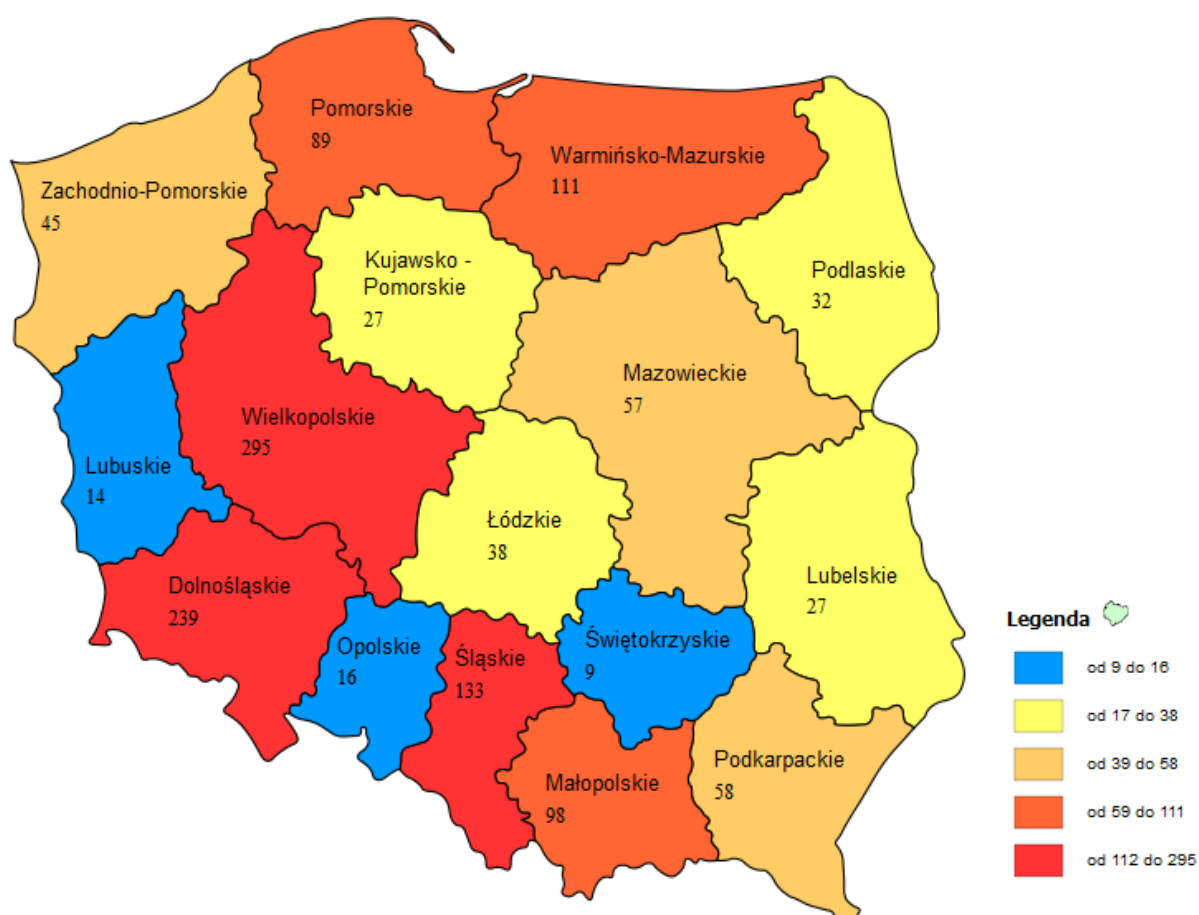 Pomorskie
89
Warmińsko-Mazurskie
111
Zachodnio-Pomorskie
45
Kujawsko -
Pomorskie
27
Podlaskie
32
Mazowieckie
57
Wielkopolskie
295
Lubuskie
14
Łódzkie
38
Dolnośląskie
239
Lubelskie
27
Opolskie
16
Śląskie
133
Świętokrzyskie
9
Małopolskie
98
Podkarpackie
58
Legenda
od 9 do 16
od 17 do 38
od 39 do 58
od 59 do 111
od 112 do 295